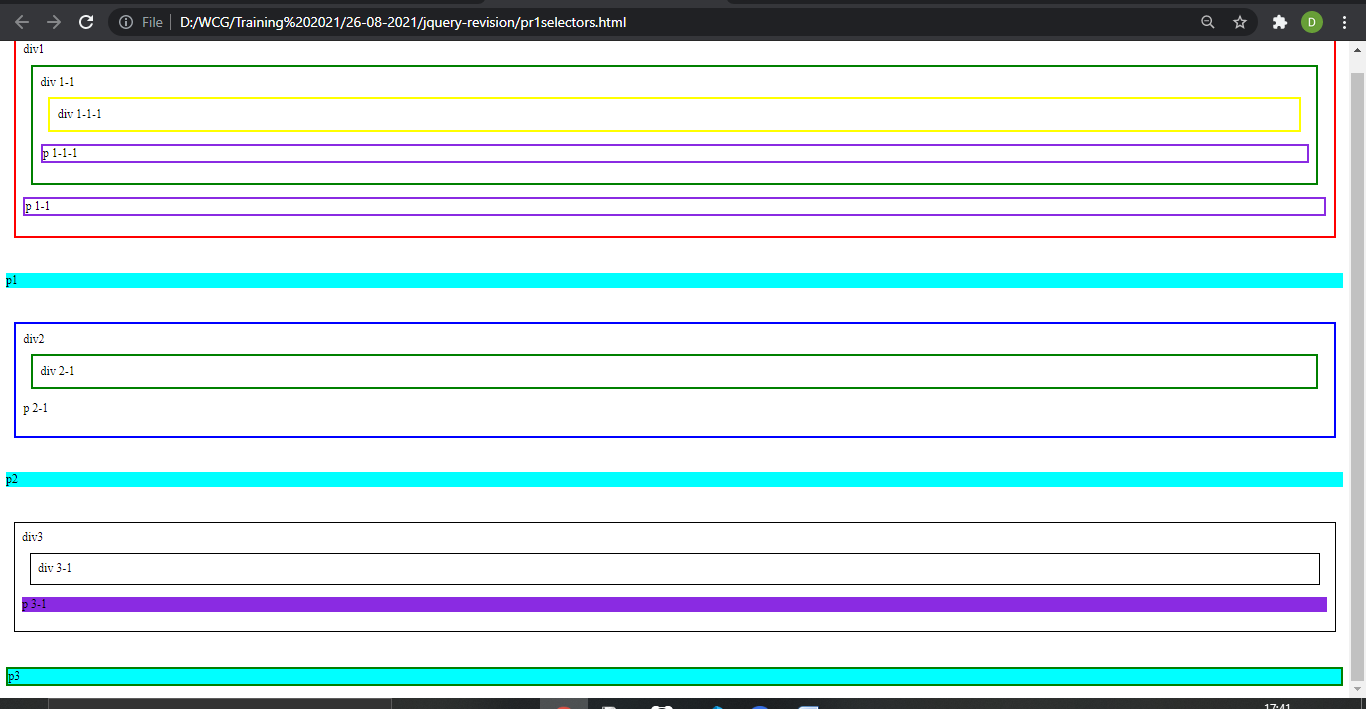 File D:/WCG/Training%202021/26-08-2021/jquery-revision/pr1selectors.html D
div1
div 1-1
div 1-1-1
p 1-1-1
p 1-1
p1
div2
div 2-1
p 2-1
p2
div3
div 3-1
p 3-1
p3
17:41